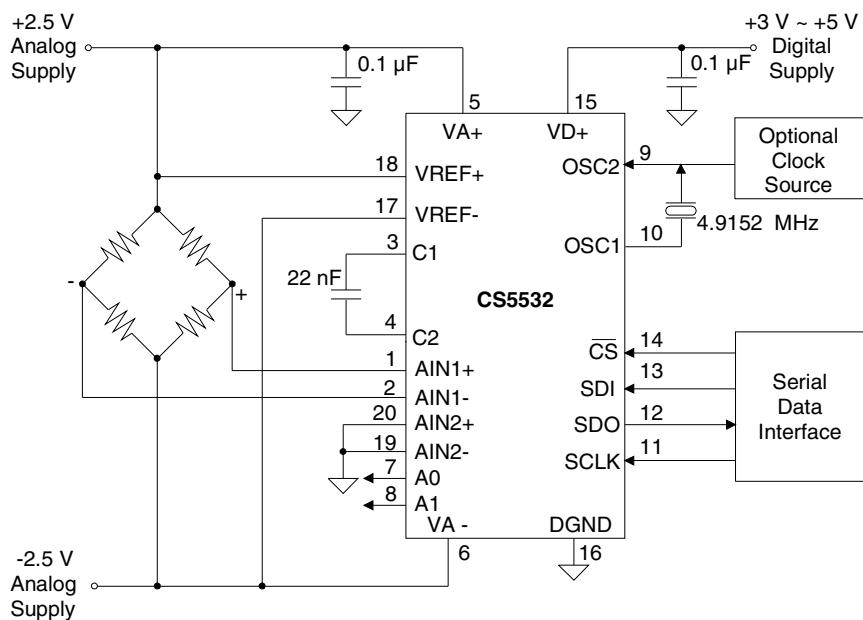 +2.5 V
Analog
Supply
0.1 µF
+3 V ~ +5 V
Digital
Supply
0.1 µF
5
15
VA+
VD+
18
VREF+
17
VREF-
3
C1
22 nF
4
C2
1
AIN1+
2
AIN1-
20
AIN2+
19
AIN2-
7
A0
8
A1
VA -
6
DGND
16
CS5532
OSC2
9
Optional
Clock
Source
4.9152 MHz
OSC1
10
CS
14
SDI
13
SDO
12
SCLK
11
Serial
Data
Interface
-
+
-2.5 V
Analog
Supply